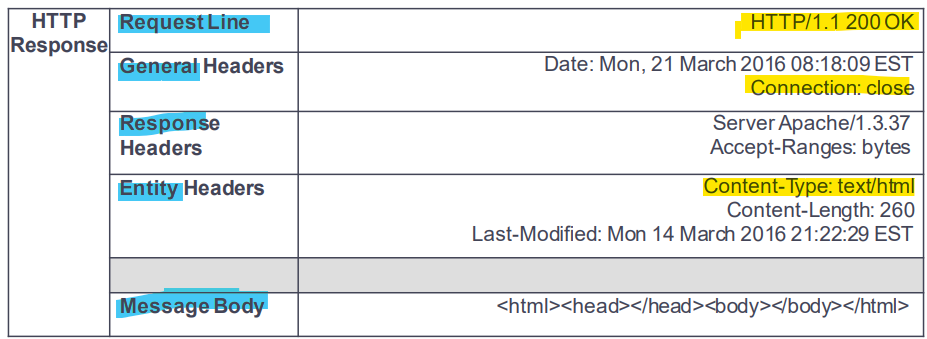 HTTP Response
Request Line
HTTP/1.1 200 OK
General Headers
Date: Mon, 21 March 2016 08:18:09 EST
Connection: close
Response Headers
Server Apache/1.3.37
Accept-Ranges: bytes
Entity Headers
Content-Type: text/html
Content-Length: 260
Last-Modified: Mon 14 March 2016 21:22:29 EST
Message Body
<html><head></head><body></body></html>